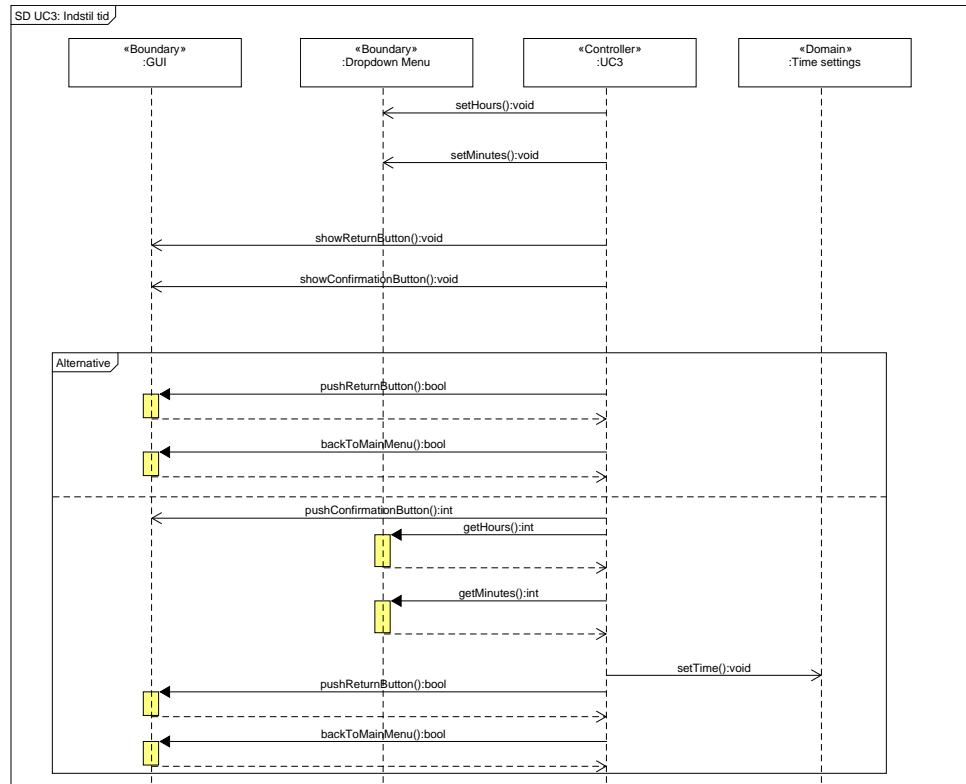 SD UC3: Indstil tid
«Boundary»
:GUI
«Boundary»
:Dropdown Menu
«Controller»
:UC3
«Domain»
:Time settings
setHours():void
setMinutes():void
showReturnButton():void
showConfirmationButton():void
Alternative
pushReturnButton():bool
backToMainMenu():bool
pushConfirmationButton():int
getHours():int
getMinutes():int
setTime():void
pushReturnButton():bool
backToMainMenu():bool